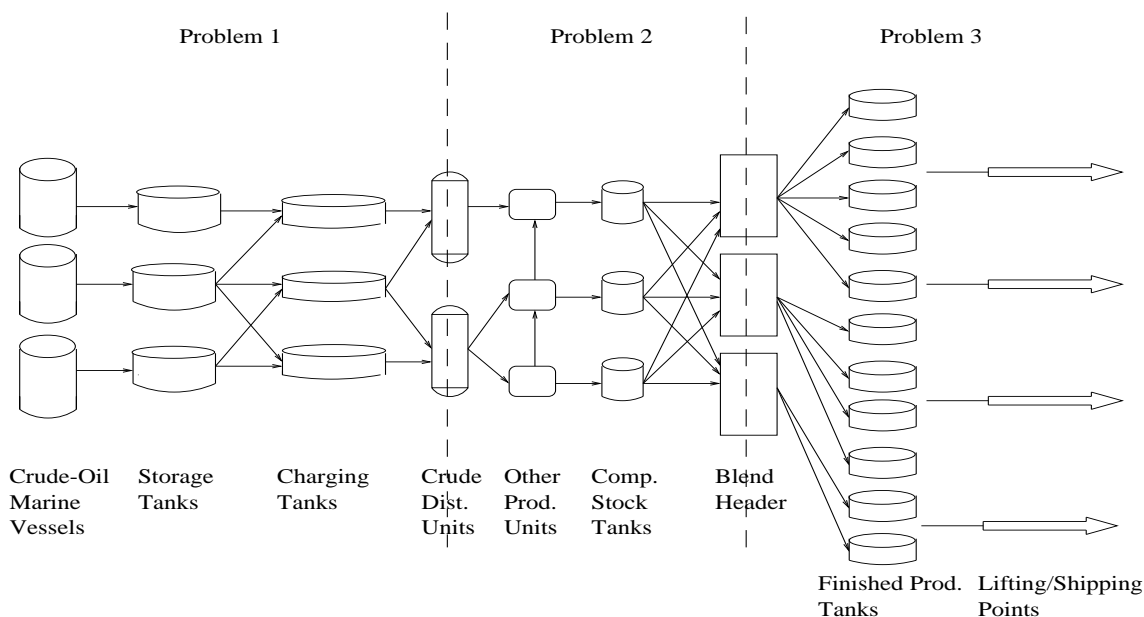 Problem 1
Problem 2
Problem 3
Crude-Oil
Marine
Vessels
Storage
Tanks
Charging
Tanks
Crude
Dist.
Units
Other
Prod.
Units
Comp.
Stock
Tanks
Blend
Header
Finished Prod.
Tanks
Lifting/Shipping
Points